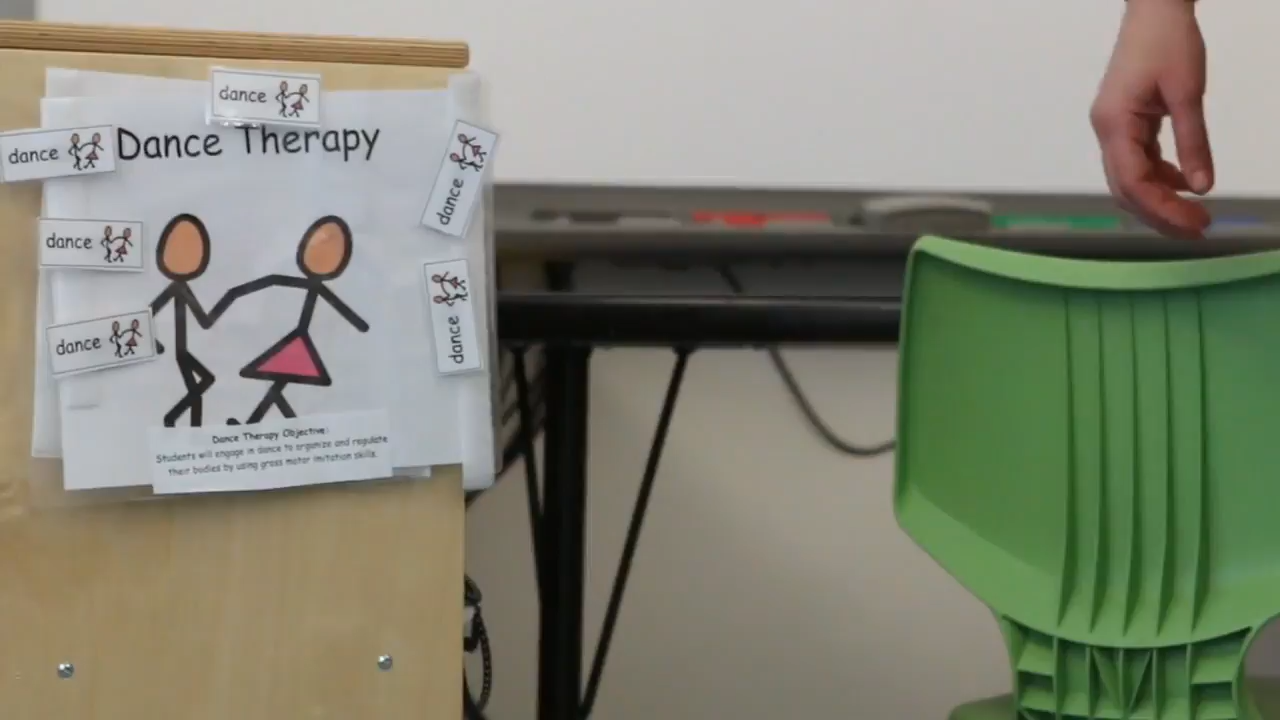 dance
Dance Therapy
dance
dance
dance
dance
dance
Dance Therapy Objective:
Students will engage in dance to organize and regulate
their bodies by using gross motor imitation skills.